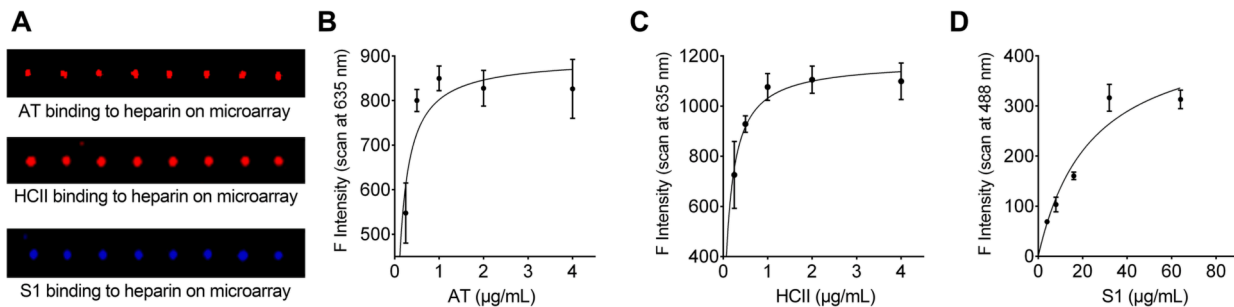 A
AT binding to heparin on microarray
HCII binding to heparin on microarray
S1 binding to heparin on microarray
B
F Intensity (scan at 635 nm)
900
800
700
600
500
0 1 2 3 4
AT (µg/mL)
C
F Intensity (scan at 635 nm)
1200
1000
800
600
400
0 1 2 3 4
HCII (µg/mL)
D
F Intensity (scan at 488 nm)
400
300
200
100
0
0 20 40 60 80
S1 (µg/mL)